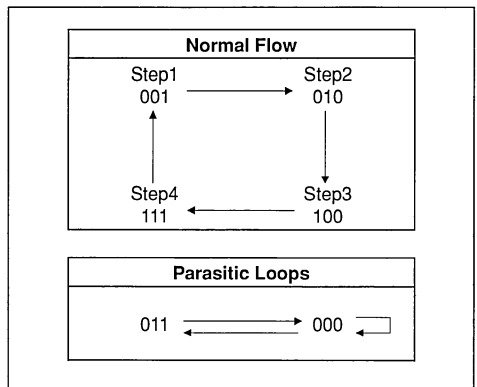 Normal Flow
Step1 Step2
001 010
Step4 Step3
111 100
Parasitic Loops
011 000